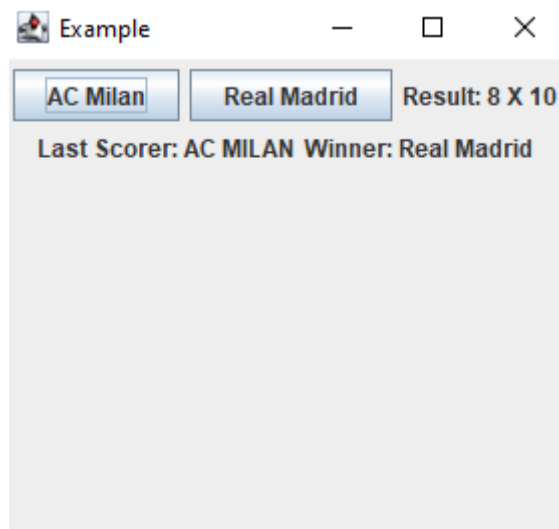 Example
AC Milan Real Madrid Result: 8 X 10
Last Scorer: AC MILAN Winner: Real Madrid